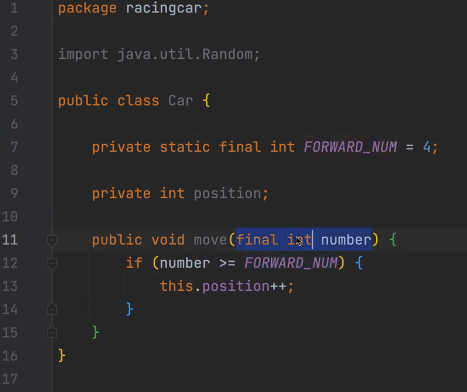 1 package racingcar;
2
3 import java.util.Random;
4
5 public class Car {
6
7 private static final int FORWARD_NUM = 4;
8
9 private int position;
10
11 public void move(final int number) {
12 if (number >= FORWARD_NUM) {
13 this.position++;
14 }
15 }
16 }
17